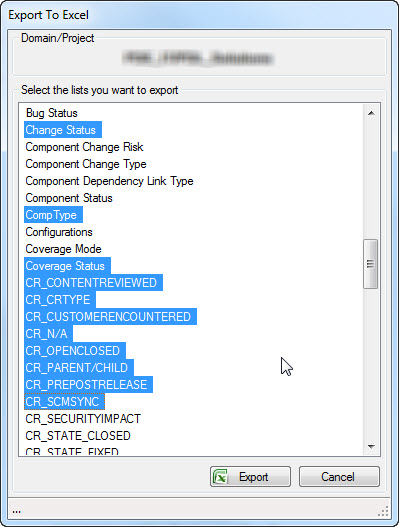 Export To Excel
Domain/Project
Select the lists you want to export
Bug Status
Change Status
Component Change Risk
Component Change Type
Component Dependency Link Type
Component Status
CompType
Configurations
Coverage Mode
Coverage Status
CR_CONTENTREVIEWED
CR_CRTYPE
CR_CUSTOMERENCOUNTERED
CR_N/A
CR_OPENCLOSED
CR_PARENT/CHILD
CR_PREPOSTRELEASE
CR_SCMSYNC
CR_SECURITYIMPACT
CR_STATE_CLOSED
CR_STATE_FIXED
Export Cancel
...